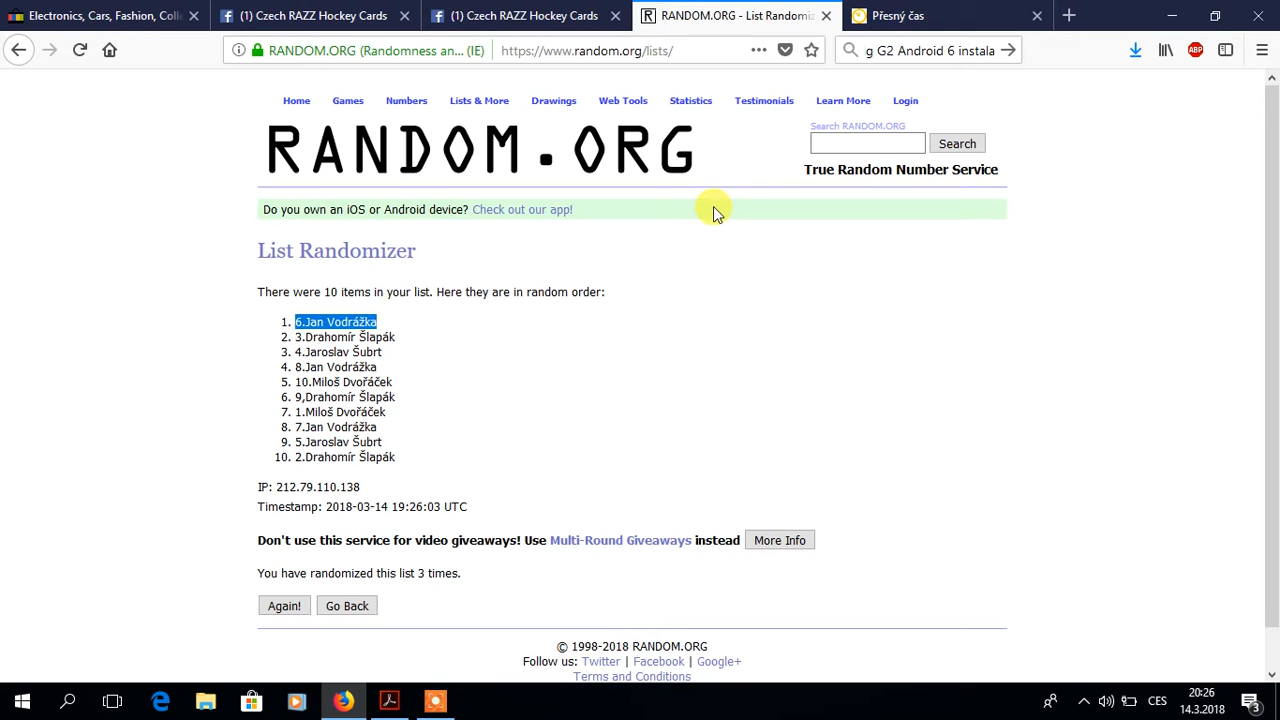 Electronics, Cars, Fashion, Colle
(1) Czech RAZZ Hockey Cards
(1) Czech RAZZ Hockey Cards
RANDOM.ORG - List Randomiz
Přesný čas
RANDOM.ORG (Randomness an... (IE)
https://www.random.org/lists/
g G2 Android 6 instala
ABP
Home
Games
Numbers
Lists & More
Drawings
Web Tools
Statistics
Testimonials
Learn More
Login
RANDOM.ORG
Search RANDOM.ORG
Search
True Random Number Service
Do you own an iOS or Android device? Check out our app!
List Randomizer
There were 10 items in your list. Here they are in random order:
1. 6.Jan Vodrážka
2. 3.Drahomír Šlapák
3. 4.Jaroslav Šubrt
4. 8.Jan Vodrážka
5. 10.Miloš Dvořáček
6. 9,Drahomír Šlapák
7. 1.Miloš Dvořáček
8. 7.Jan Vodrážka
9. 5.Jaroslav Šubrt
10. 2.Drahomír Šlapák
IP: 212.79.110.138
Timestamp: 2018-03-14 19:26:03 UTC
Don't use this service for video giveaways! Use Multi-Round Giveaways instead
More Info
You have randomized this list 3 times.
Again!
Go Back
© 1998-2018 RANDOM.ORG
Follow us: Twitter | Facebook | Google+
Terms and Conditions
CES
20:26
14.3.2018
3